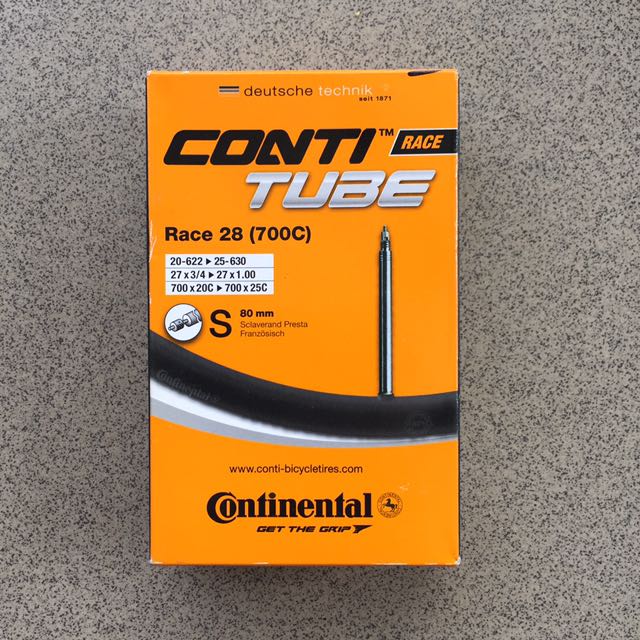 deutsche technik
seit 1871
CONTI™ RACE
TUBE
Race 28 (700C)
20-622 ▸ 25-630
27 x 3/4 ▸ 27 x 1.00
700 x 20C ▸ 700 x 25C
S 80 mm
Sclaverand Presta
Französisch
Continental®
www.conti-bicycletires.com
Continental
GET THE GRIP